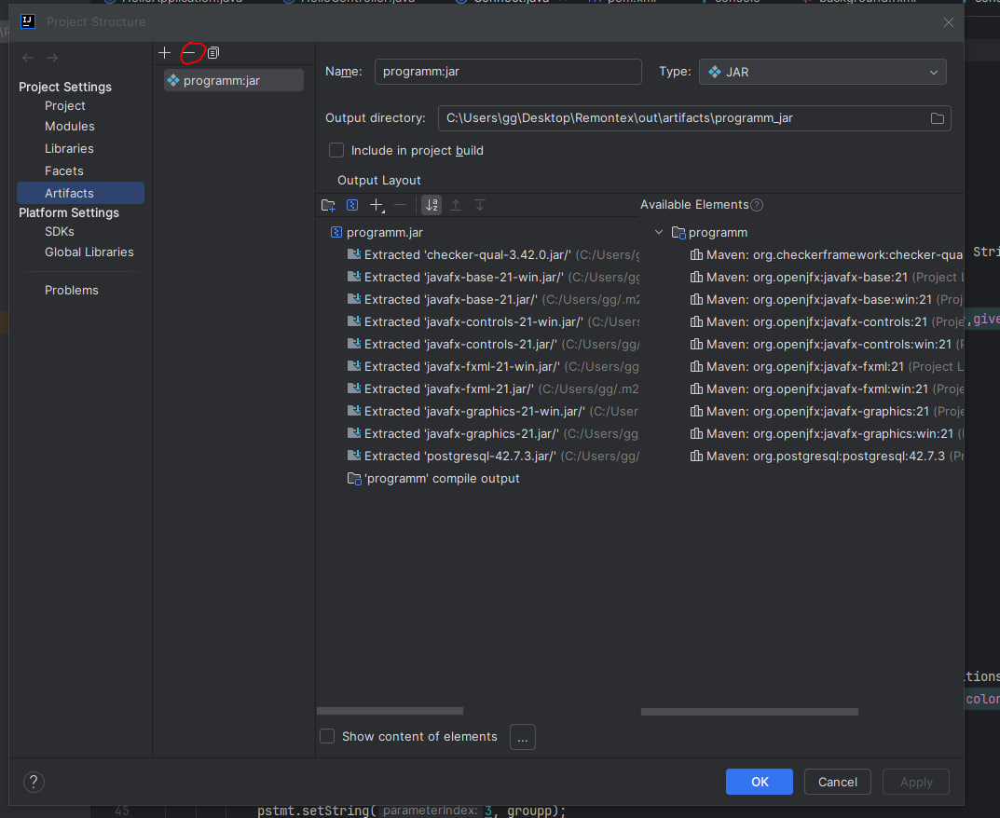 Project Structure
Project Settings
Project
Modules
Libraries
Facets
Artifacts
Platform Settings
SDKs
Global Libraries
Problems
programm:jar
Name: programm:jar
Type: JAR
Output directory: C:\Users\gg\Desktop\Remontex\out\artifacts\programm_jar
Include in project build
Output Layout
Available Elements
programm.jar
Extracted 'checker-qual-3.42.0.jar/' (C:/Users/g
Extracted 'javafx-base-21-win.jar/' (C:/Users/gg
Extracted 'javafx-base-21.jar/' (C:/Users/gg/.m2
Extracted 'javafx-controls-21-win.jar/' (C:/Users
Extracted 'javafx-controls-21.jar/' (C:/Users/gg/
Extracted 'javafx-fxml-21-win.jar/' (C:/Users/gg
Extracted 'javafx-fxml-21.jar/' (C:/Users/gg/.m2
Extracted 'javafx-graphics-21-win.jar/' (C:/User
Extracted 'javafx-graphics-21.jar/' (C:/Users/gg
Extracted 'postgresql-42.7.3.jar/' (C:/Users/gg/
'programm' compile output
programm
Maven: org.checkerframework:checker-qua
Maven: org.openjfx:javafx-base:21 (Project L
Maven: org.openjfx:javafx-base:win:21 (Proj
Maven: org.openjfx:javafx-controls:21 (Proje
Maven: org.openjfx:javafx-controls:win:21 (P
Maven: org.openjfx:javafx-fxml:21 (Project L
Maven: org.openjfx:javafx-fxml:win:21 (Proje
Maven: org.openjfx:javafx-graphics:21 (Proje
Maven: org.openjfx:javafx-graphics:win:21
Maven: org.postgresql:postgresql:42.7.3 (Pr
Show content of elements ...
? OK Cancel Apply
Stri
,give
itions
color
45 pstmt.setString( parameterIndex: 3, groupp);